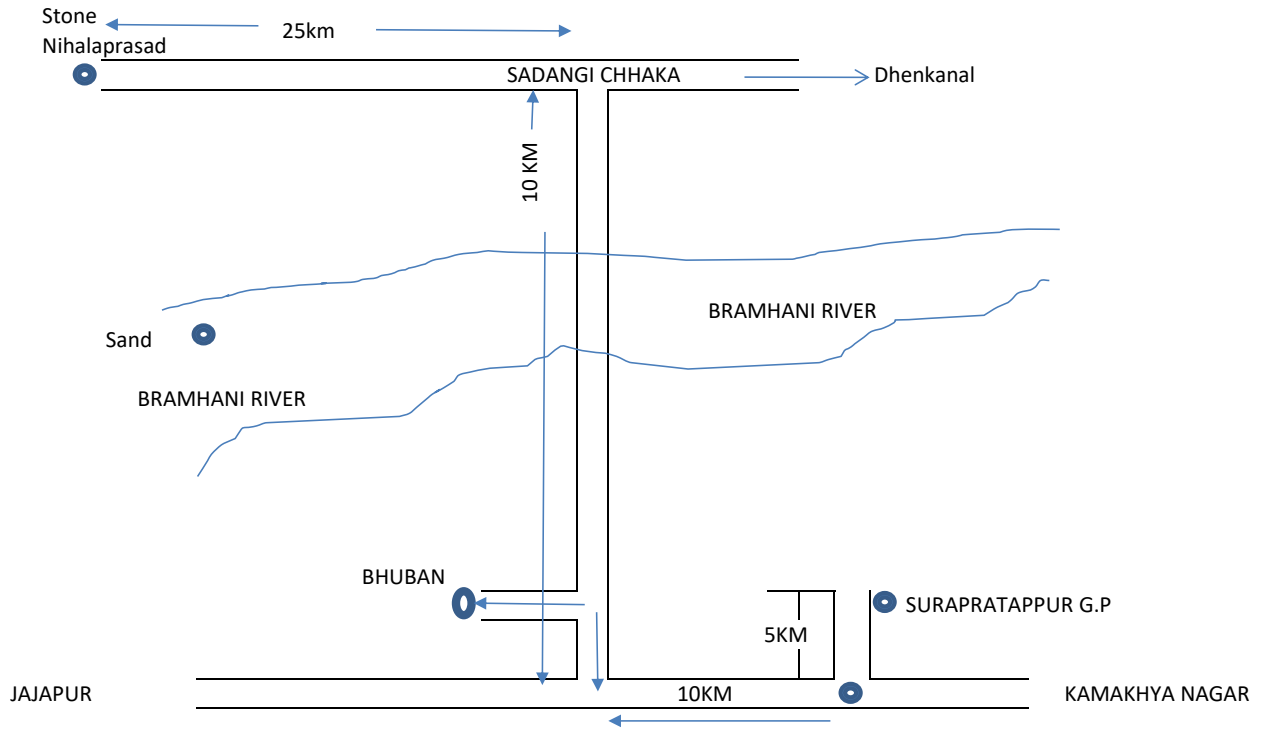 Stone
25km
Nihalaprasad
SADANGI CHHAKA
Dhenkanal
10 KM
BRAMHANI RIVER
Sand
BRAMHANI RIVER
BHUBAN
SURAPRATAPPUR G.P
5KM
JAJAPUR
10KM
KAMAKHYA NAGAR